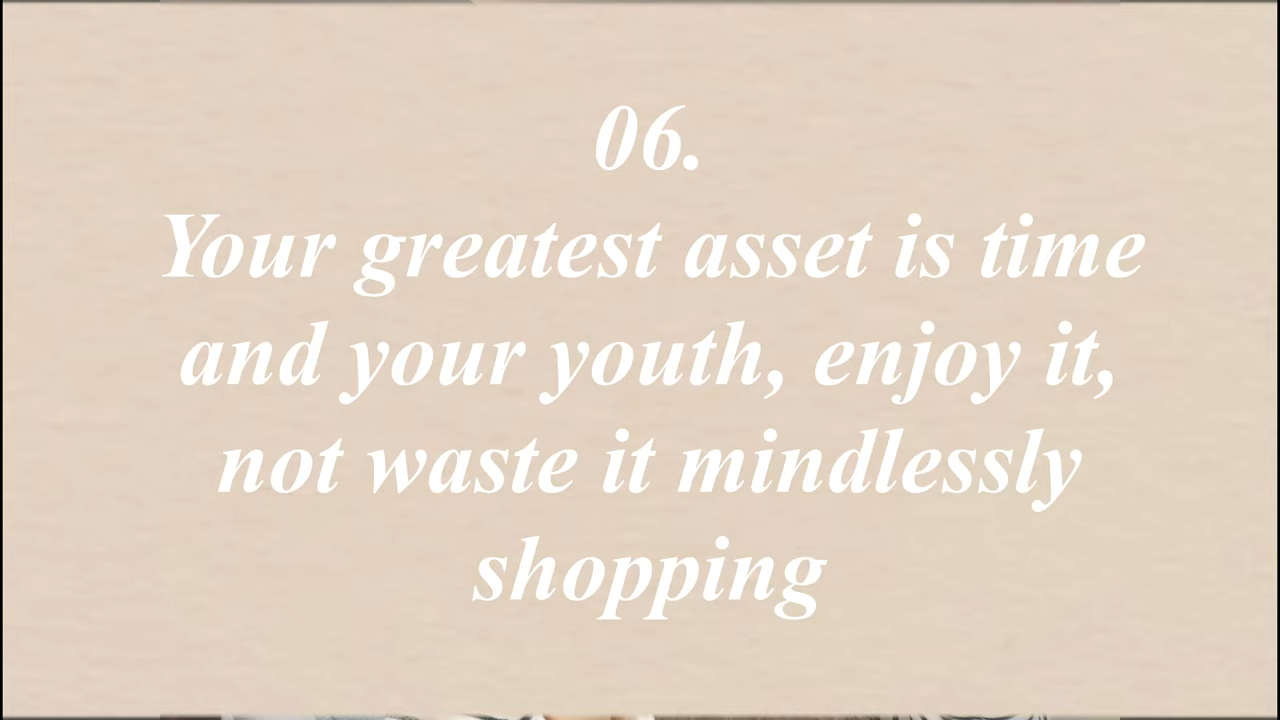 06.
Your greatest asset is time
and your youth, enjoy it,
not waste it mindlessly
shopping